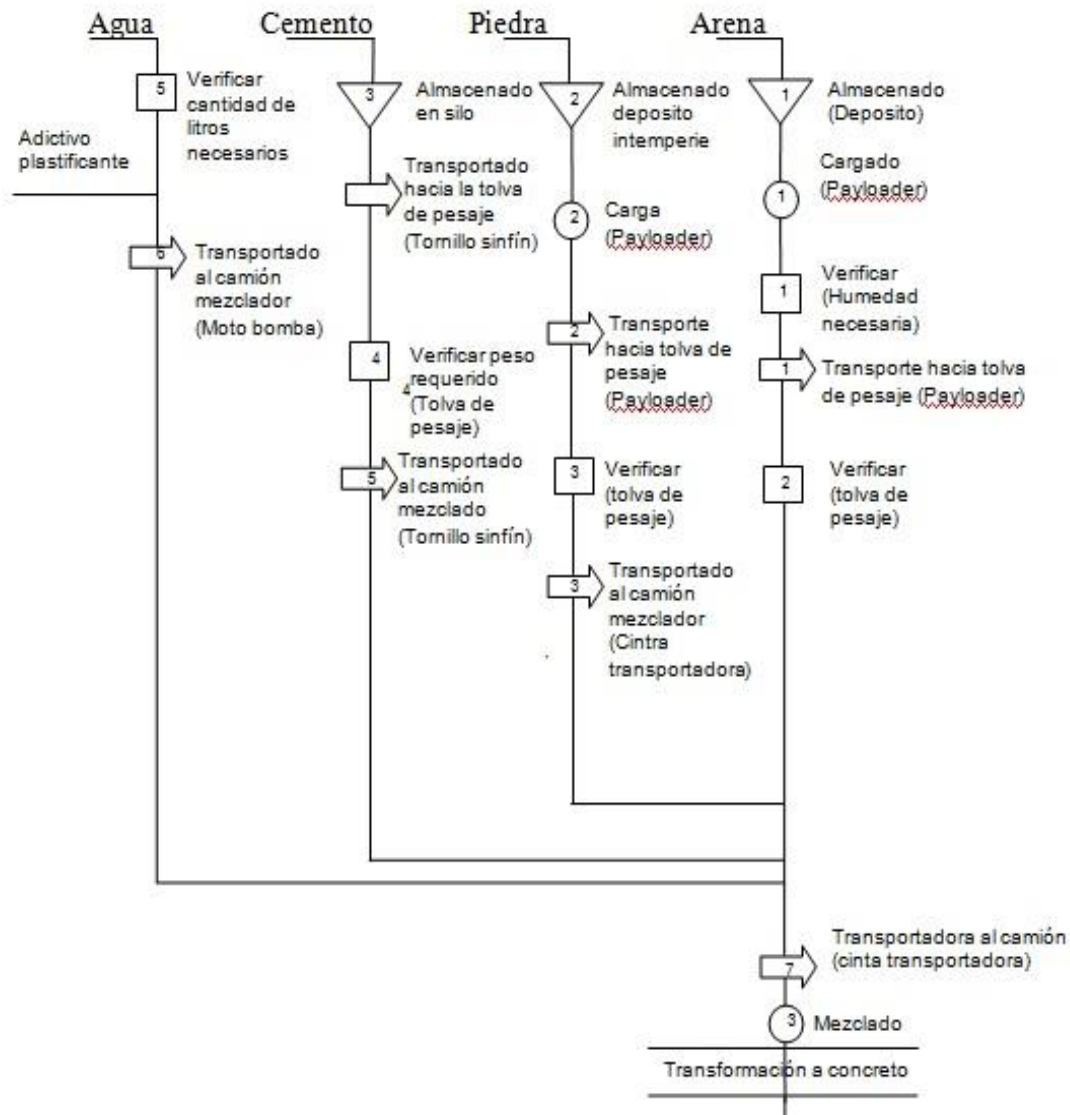 Agua
5
Verificar
cantidad de
litros
necesarios
Adictivo
plastificante
6
Transportado
al camión
mezclador
(Moto bomba)
Cemento
3
Almacenado
en silo
Transportado
hacia la tolva
de pesaje
(Tornillo sinfín)
4
Verificar peso
requerido
4
(Tolva de
pesaje)
5
Transportado
al camión
mezclado
(Tornillo sinfín)
Piedra
2
Almacenado
deposito
intemperie
2
Carga
(Payloader)
2
Transporte
hacia tolva de
pesaje
(Payloader)
3
Verificar
(tolva de
pesaje)
3
Transportado
al camión
mezclador
(Cintra
transportadora)
Arena
1
Almacenado
(Deposito)
1
Cargado
(Payloader)
1
Verificar
(Humedad
necesaria)
1
Transporte hacia tolva
de pesaje (Payloader)
2
Verificar
(tolva de
pesaje)
7
Transportadora al camión
(cinta transportadora)
3
Mezclado
Transformación a concreto